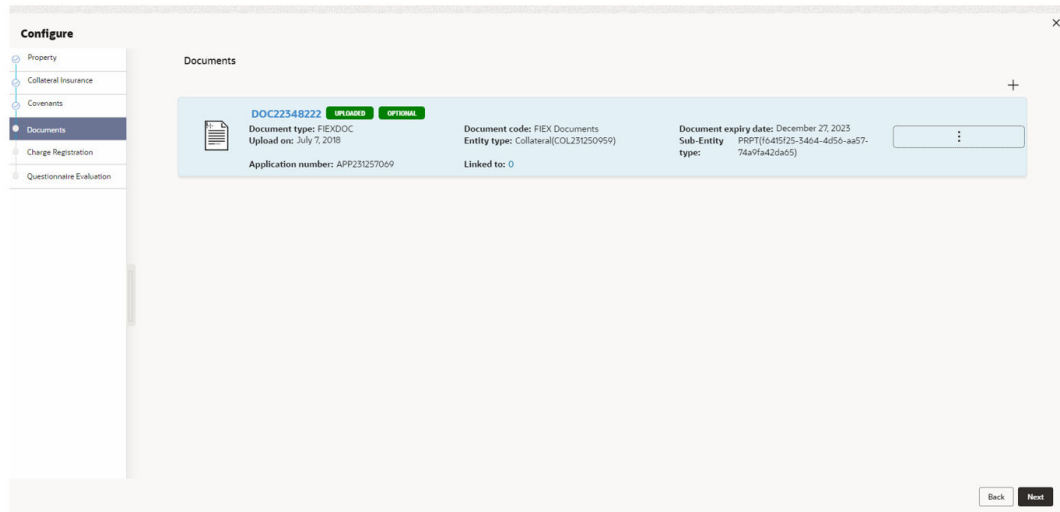 Configure
Property
Collateral Insurance
Covenants
Documents
Charge Registration
Questionnaire Evaluation
Documents
DOC22348222 UPLOADED OPTIONAL
Document type: FIEXDOC Document code: FIEX Documents Document expiry date: December 27, 2023
Upload on: July 7, 2018 Entity type: Collateral(COL231250959) Sub-Entity PRPT(f6415f25-3464-4d56-aa57-
type: 74a9fa42da65)
Application number: APP231257069 Linked to: 0
Back Next